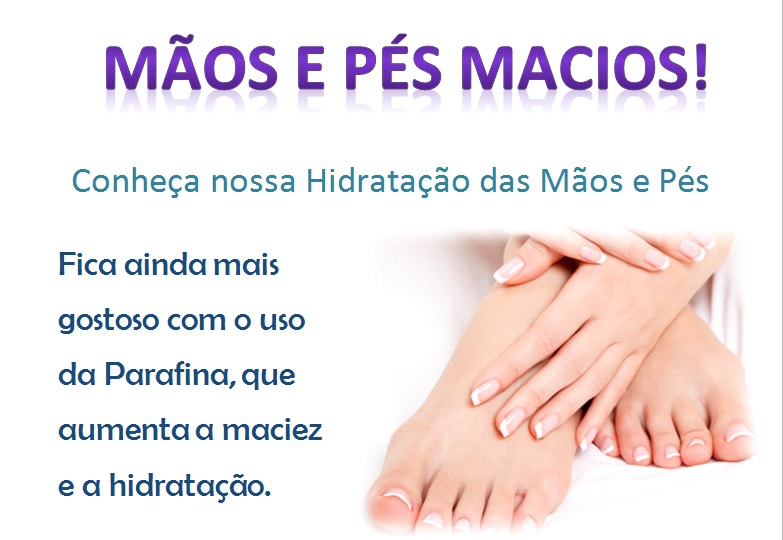 MÃOS E PÉS MACIOS!
Conheça nossa Hidratação das Mãos e Pés
Fica ainda mais
gostoso com o uso
da Parafina, que
aumenta a maciez
e a hidratação.